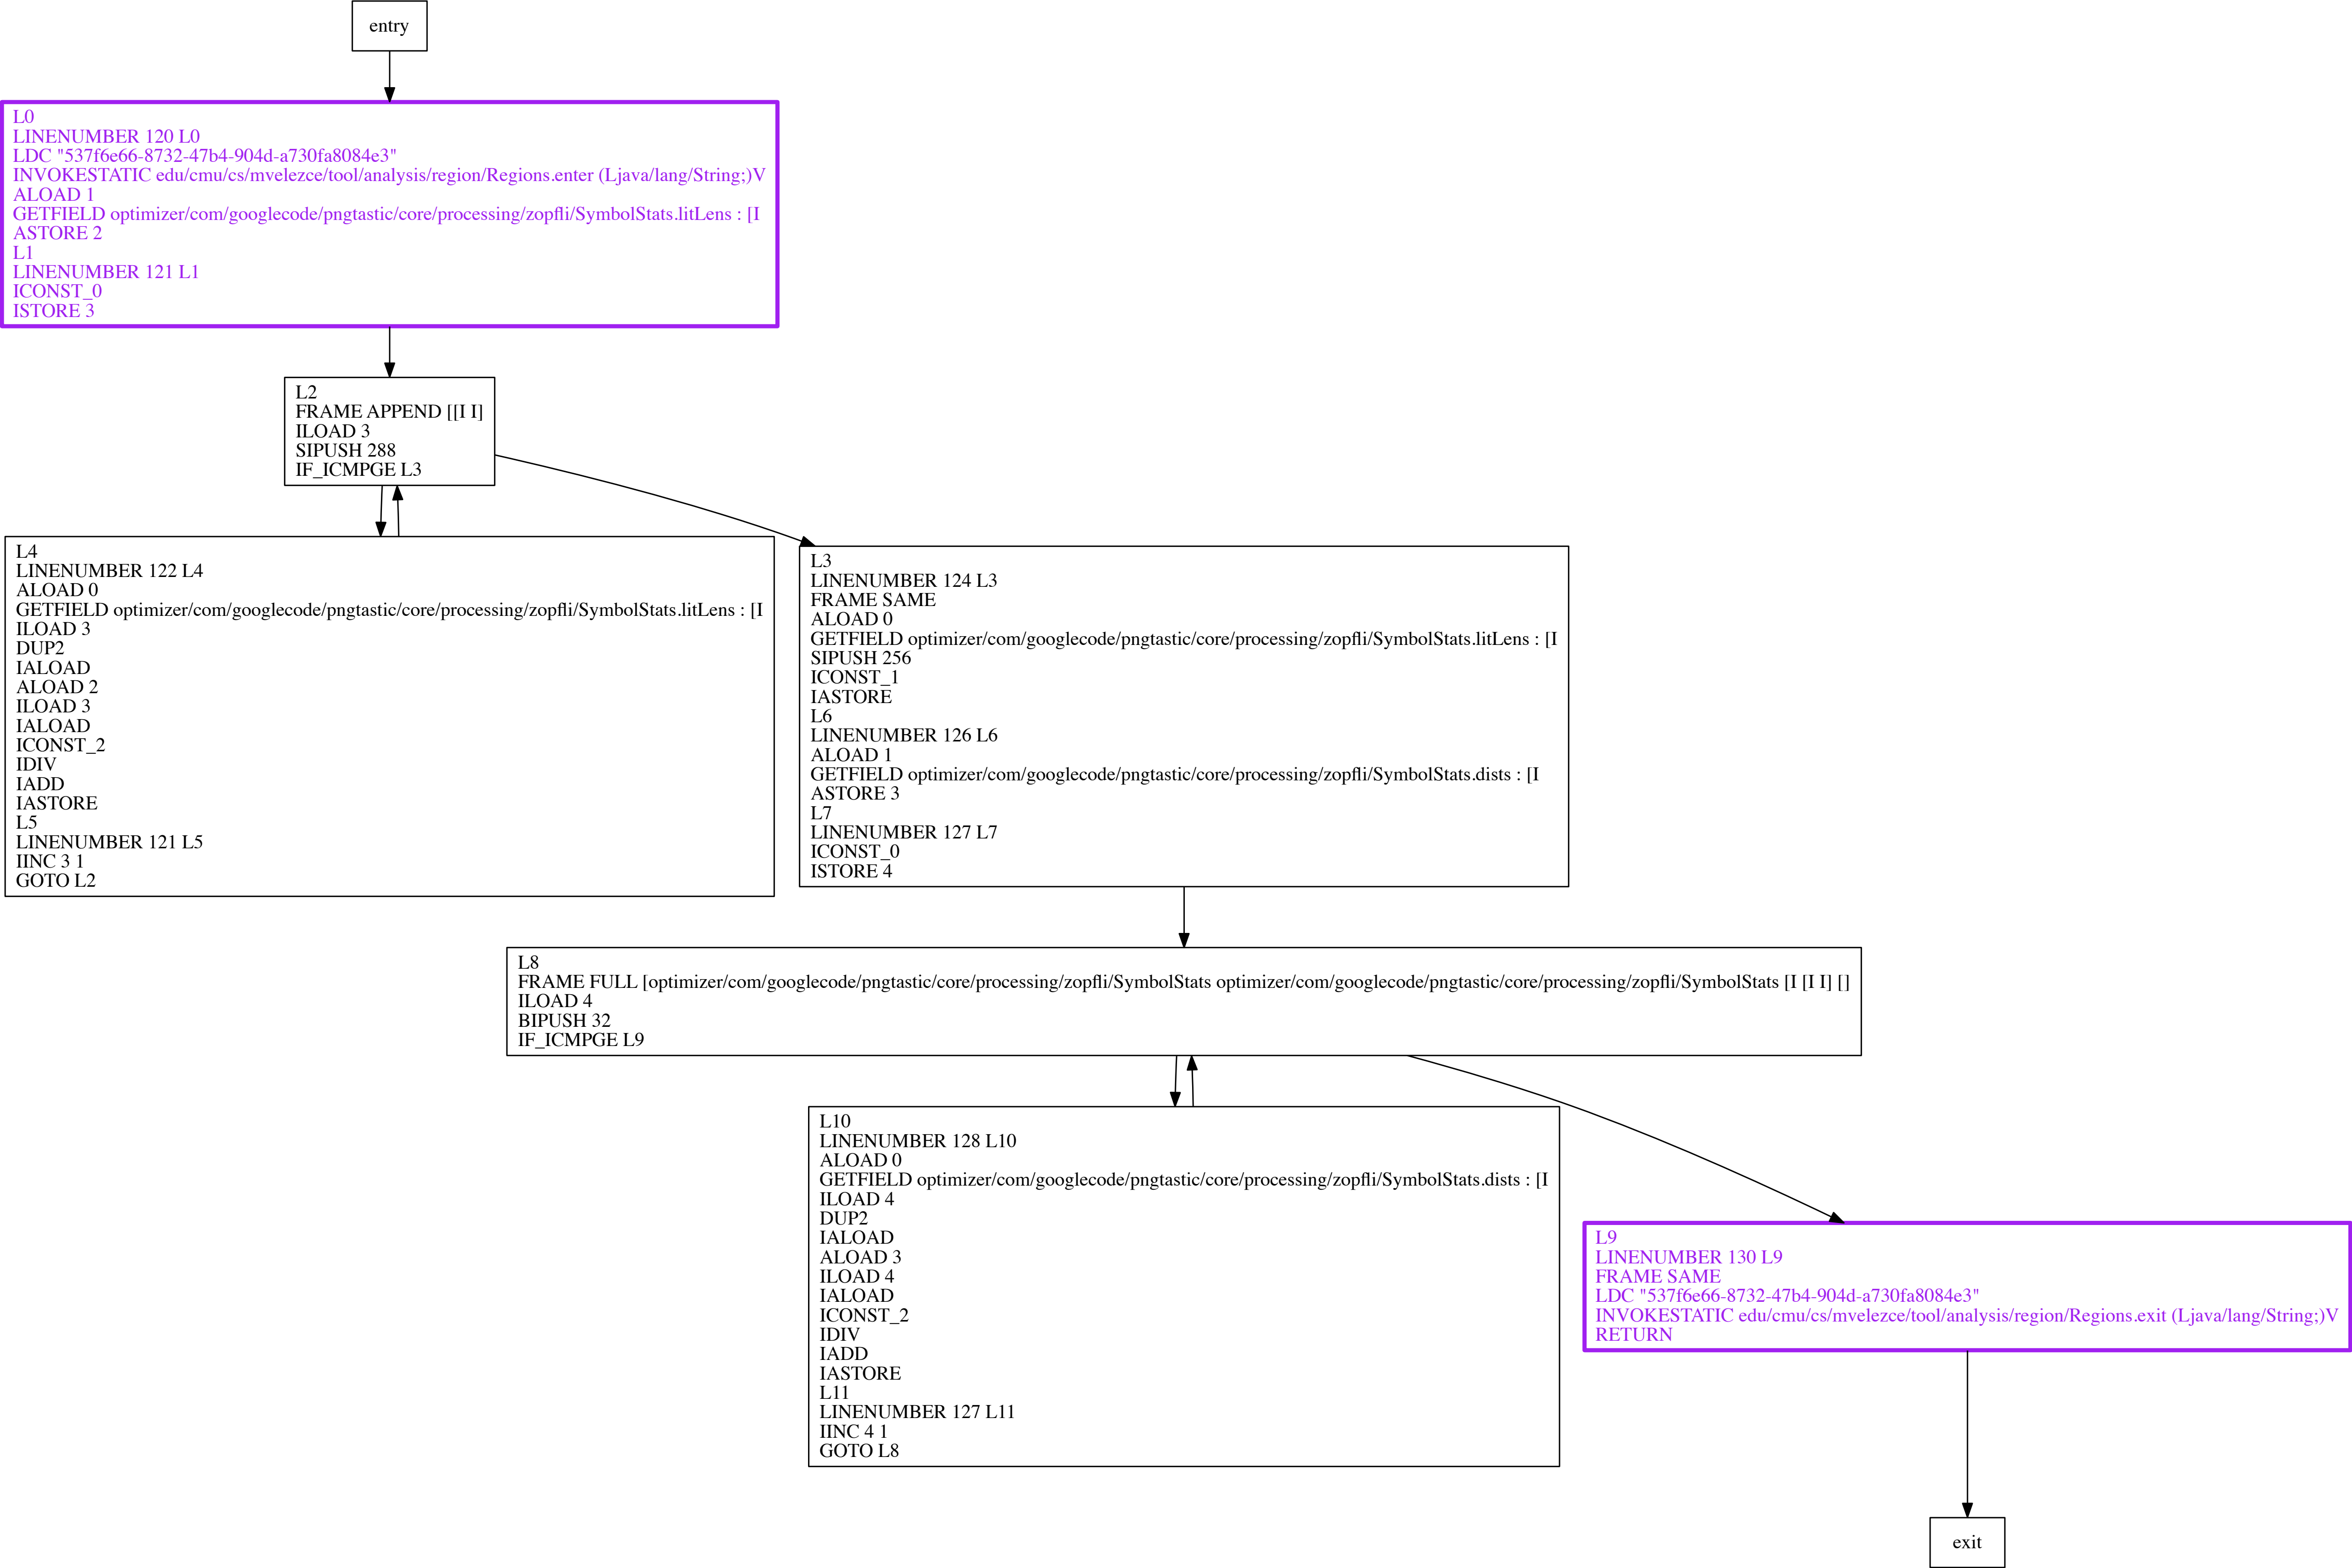 entry
L0
LINENUMBER 120 L0
LDC "537f6e66-8732-47b4-904d-a730fa8084e3"
INVOKESTATIC edu/cmu/cs/mvelezce/tool/analysis/region/Regions.enter (Ljava/lang/String;)V
ALOAD 1
GETFIELD optimizer/com/googlecode/pngtastic/core/processing/zopfli/SymbolStats.litLens : [I
ASTORE 2
L1
LINENUMBER 121 L1
ICONST_0
ISTORE 3
L2
FRAME APPEND [[I I]
ILOAD 3
SIPUSH 288
IF_ICMPGE L3
L4
LINENUMBER 122 L4
ALOAD 0
GETFIELD optimizer/com/googlecode/pngtastic/core/processing/zopfli/SymbolStats.litLens : [I
ILOAD 3
DUP2
IALOAD
ALOAD 2
ILOAD 3
IALOAD
ICONST_2
IDIV
IADD
IASTORE
L5
LINENUMBER 121 L5
IINC 3 1
GOTO L2
L3
LINENUMBER 124 L3
FRAME SAME
ALOAD 0
GETFIELD optimizer/com/googlecode/pngtastic/core/processing/zopfli/SymbolStats.litLens : [I
SIPUSH 256
ICONST_1
IASTORE
L6
LINENUMBER 126 L6
ALOAD 1
GETFIELD optimizer/com/googlecode/pngtastic/core/processing/zopfli/SymbolStats.dists : [I
ASTORE 3
L7
LINENUMBER 127 L7
ICONST_0
ISTORE 4
L8
FRAME FULL [optimizer/com/googlecode/pngtastic/core/processing/zopfli/SymbolStats optimizer/com/googlecode/pngtastic/core/processing/zopfli/SymbolStats [I [I I] []
ILOAD 4
BIPUSH 32
IF_ICMPGE L9
L10
LINENUMBER 128 L10
ALOAD 0
GETFIELD optimizer/com/googlecode/pngtastic/core/processing/zopfli/SymbolStats.dists : [I
ILOAD 4
DUP2
IALOAD
ALOAD 3
ILOAD 4
IALOAD
ICONST_2
IDIV
IADD
IASTORE
L11
LINENUMBER 127 L11
IINC 4 1
GOTO L8
L9
LINENUMBER 130 L9
FRAME SAME
LDC "537f6e66-8732-47b4-904d-a730fa8084e3"
INVOKESTATIC edu/cmu/cs/mvelezce/tool/analysis/region/Regions.exit (Ljava/lang/String;)V
RETURN
exit